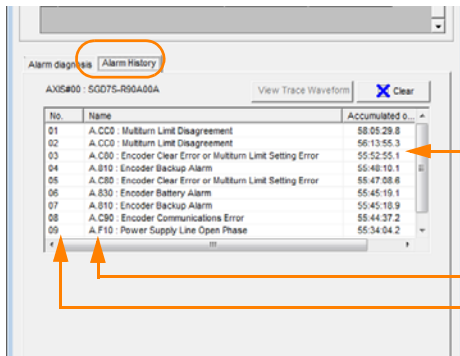 Alarm diagnosis Alarm History
AXIS#00 : SGD7S-R90A00A View Trace Waveform Clear
No. Name Accumulated o...
01 A.CC0 : Multiturn Limit Disagreement 58:05:29.8
02 A.CC0 : Multiturn Limit Disagreement 56:13:55.3
03 A.C80 : Encoder Clear Error or Multiturn Limit Setting Error 55:52:55.1
04 A.810 : Encoder Backup Alarm 55:48:10.1
05 A.C80 : Encoder Clear Error or Multiturn Limit Setting Error 55:47:08.6
06 A.830 : Encoder Battery Alarm 55:45:19.1
07 A.810 : Encoder Backup Alarm 55:45:18.9
08 A.C90 : Encoder Communications Error 55:44:37.2
09 A.F10 : Power Supply Line Open Phase 55:34:04.2